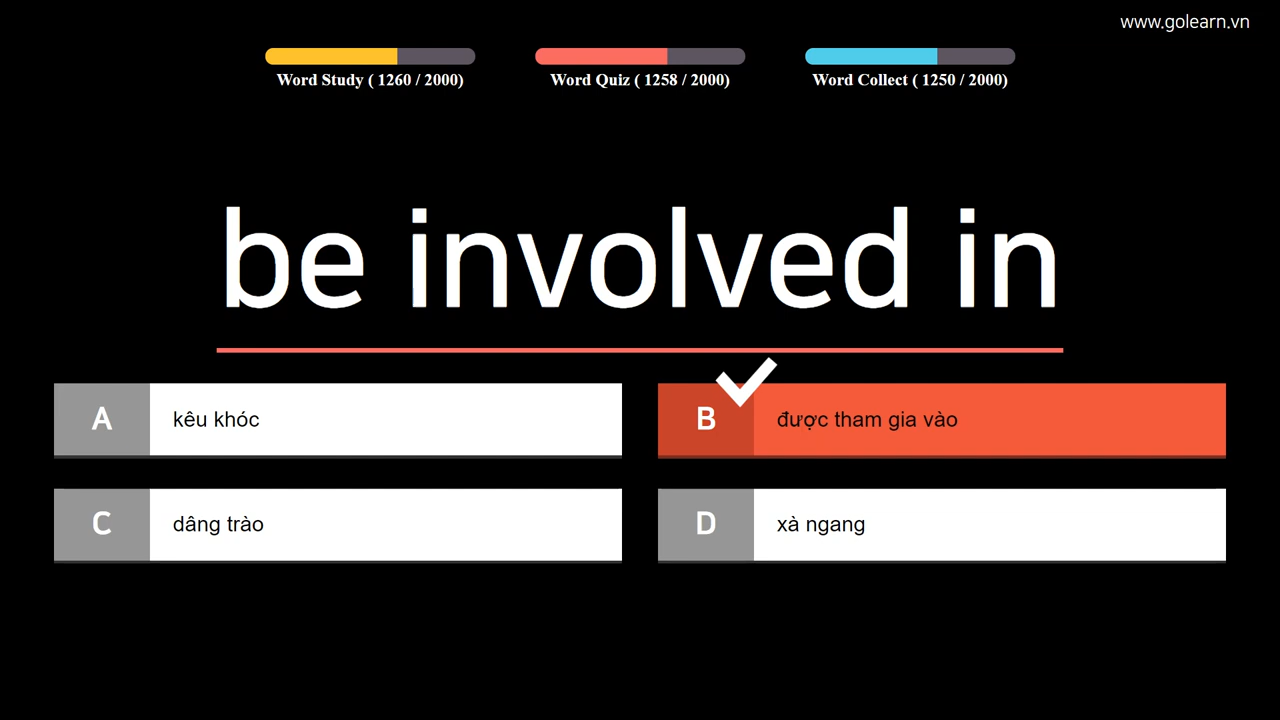 www.golearn.vn
Word Study ( 1260 / 2000)
Word Quiz ( 1258 / 2000)
Word Collect ( 1250 / 2000)
be involved in
A kêu khóc
B được tham gia vào
C dâng trào
D xà ngang